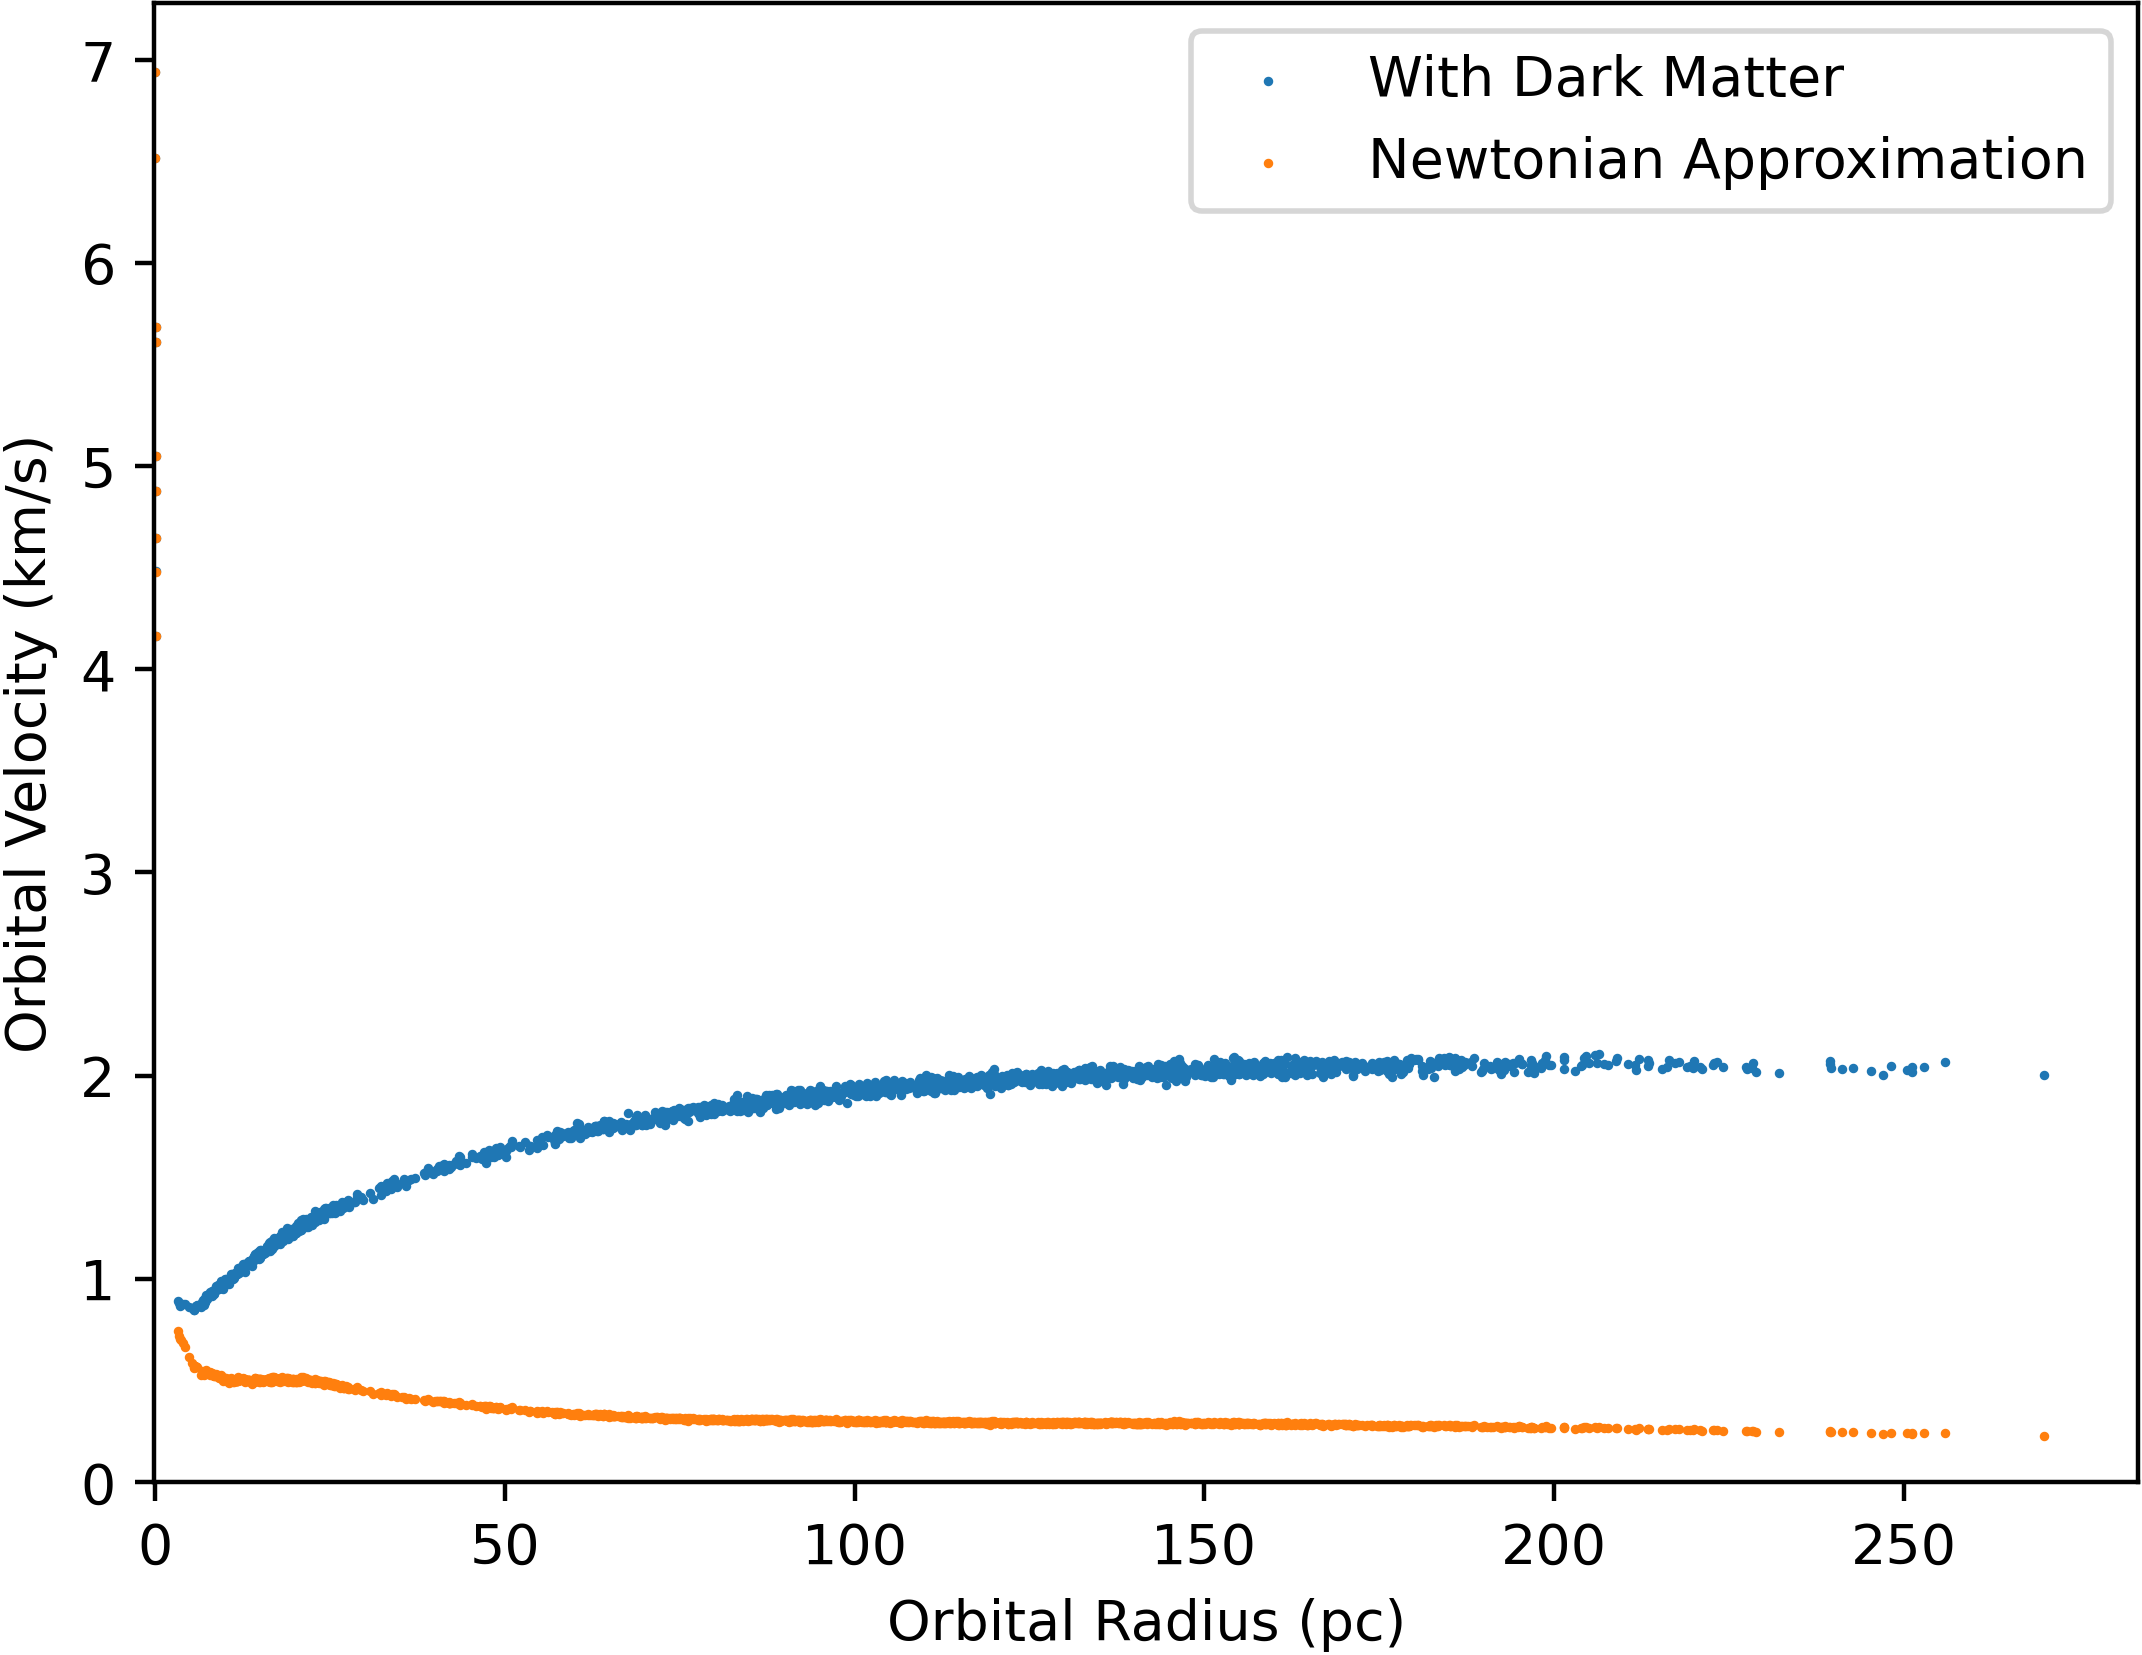 With Dark Matter
Newtonian Approximation
7
6
5
4
3
2
1
0
Orbital Velocity (km/s)
0 50 100 150 200 250
Orbital Radius (pc)